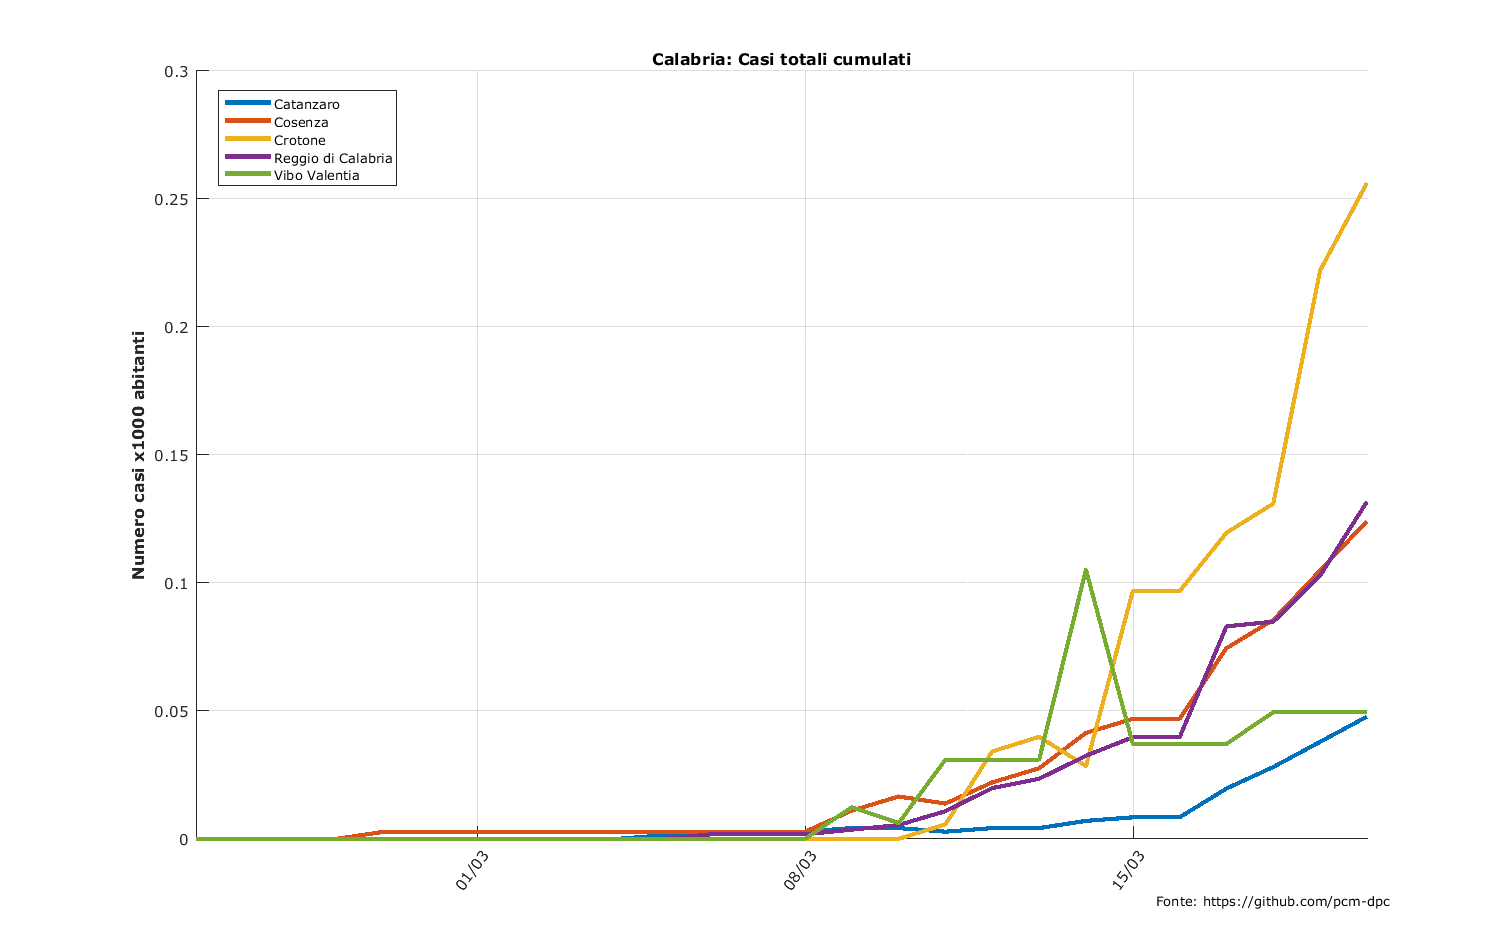 Calabria: Casi totali cumulati
Numero casi x1000 abitanti
0.3
0.25
0.2
0.15
0.1
0.05
0
Catanzaro
Cosenza
Crotone
Reggio di Calabria
Vibo Valentia
01/03
08/03
15/03
Fonte: https://github.com/pcm-dpc